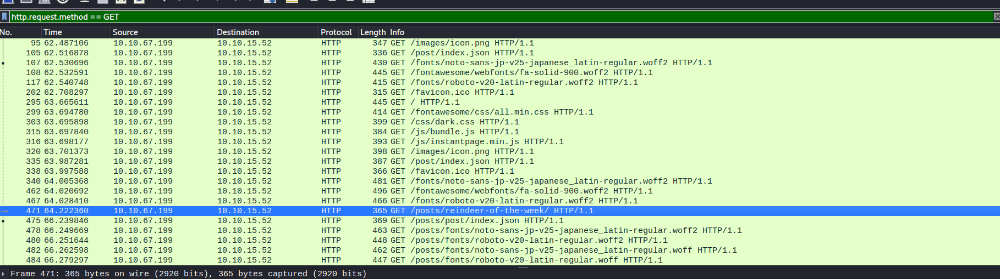 http.request.method == GET
No. Time Source Destination Protocol Length Info
95 62.487106 10.10.67.199 10.10.15.52 HTTP 347 GET /images/icon.png HTTP/1.1
105 62.516878 10.10.67.199 10.10.15.52 HTTP 336 GET /post/index.json HTTP/1.1
107 62.530696 10.10.67.199 10.10.15.52 HTTP 430 GET /fonts/noto-sans-jp-v25-japanese_latin-regular.woff2 HTTP/1.1
108 62.532591 10.10.67.199 10.10.15.52 HTTP 445 GET /fontawesome/webfonts/fa-solid-900.woff2 HTTP/1.1
117 62.540748 10.10.67.199 10.10.15.52 HTTP 415 GET /fonts/roboto-v20-latin-regular.woff2 HTTP/1.1
202 62.708297 10.10.67.199 10.10.15.52 HTTP 315 GET /favicon.ico HTTP/1.1
295 63.665611 10.10.67.199 10.10.15.52 HTTP 445 GET / HTTP/1.1
299 63.694780 10.10.67.199 10.10.15.52 HTTP 414 GET /fontawesome/css/all.min.css HTTP/1.1
303 63.695898 10.10.67.199 10.10.15.52 HTTP 399 GET /css/dark.css HTTP/1.1
315 63.697840 10.10.67.199 10.10.15.52 HTTP 384 GET /js/bundle.js HTTP/1.1
316 63.698177 10.10.67.199 10.10.15.52 HTTP 393 GET /js/instantpage.min.js HTTP/1.1
320 63.701373 10.10.67.199 10.10.15.52 HTTP 398 GET /images/icon.png HTTP/1.1
335 63.987281 10.10.67.199 10.10.15.52 HTTP 387 GET /post/index.json HTTP/1.1
338 63.997588 10.10.67.199 10.10.15.52 HTTP 366 GET /favicon.ico HTTP/1.1
340 64.005368 10.10.67.199 10.10.15.52 HTTP 481 GET /fonts/noto-sans-jp-v25-japanese_latin-regular.woff2 HTTP/1.1
462 64.020692 10.10.67.199 10.10.15.52 HTTP 496 GET /fontawesome/webfonts/fa-solid-900.woff2 HTTP/1.1
467 64.028410 10.10.67.199 10.10.15.52 HTTP 466 GET /fonts/roboto-v20-latin-regular.woff2 HTTP/1.1
471 64.222360 10.10.67.199 10.10.15.52 HTTP 365 GET /posts/reindeer-of-the-week/ HTTP/1.1
475 66.239846 10.10.67.199 10.10.15.52 HTTP 369 GET /posts/post/index.json HTTP/1.1
478 66.249669 10.10.67.199 10.10.15.52 HTTP 463 GET /posts/fonts/noto-sans-jp-v25-japanese_latin-regular.woff2 HTTP/1.1
480 66.251644 10.10.67.199 10.10.15.52 HTTP 448 GET /posts/fonts/roboto-v20-latin-regular.woff2 HTTP/1.1
482 66.262598 10.10.67.199 10.10.15.52 HTTP 462 GET /posts/fonts/noto-sans-jp-v25-japanese_latin-regular.woff HTTP/1.1
484 66.279297 10.10.67.199 10.10.15.52 HTTP 447 GET /posts/fonts/roboto-v20-latin-regular.woff HTTP/1.1
Frame 471: 365 bytes on wire (2920 bits), 365 bytes captured (2920 bits)